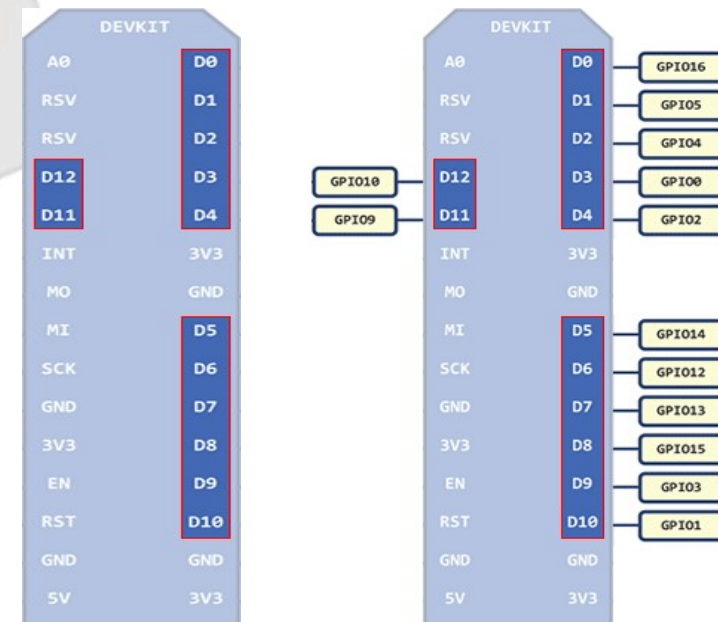 DEVKIT
A0 D0
RSV D1
RSV D2
D12 D3
D11 D4
INT 3V3
MO GND
MI D5
SCK D6
GND D7
3V3 D8
EN D9
RST D10
GND GND
5V 3V3
DEVKIT
A0 D0 GPIO16
RSV D1 GPIO5
RSV D2 GPIO4
GPIO10 D12 D3 GPIO0
GPIO9 D11 D4 GPIO2
INT 3V3
MO GND
MI D5 GPIO14
SCK D6 GPIO12
GND D7 GPIO13
3V3 D8 GPIO15
EN D9 GPIO3
RST D10 GPIO1
GND GND
5V 3V3